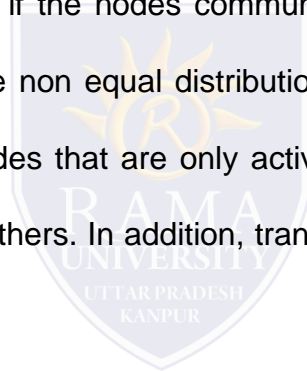 if the nodes commun
e non equal distributio
des that are only activ
thers. In addition, tran
R
RAMA
UNIVERSITY
UTTAR PRADESH
KANPUR